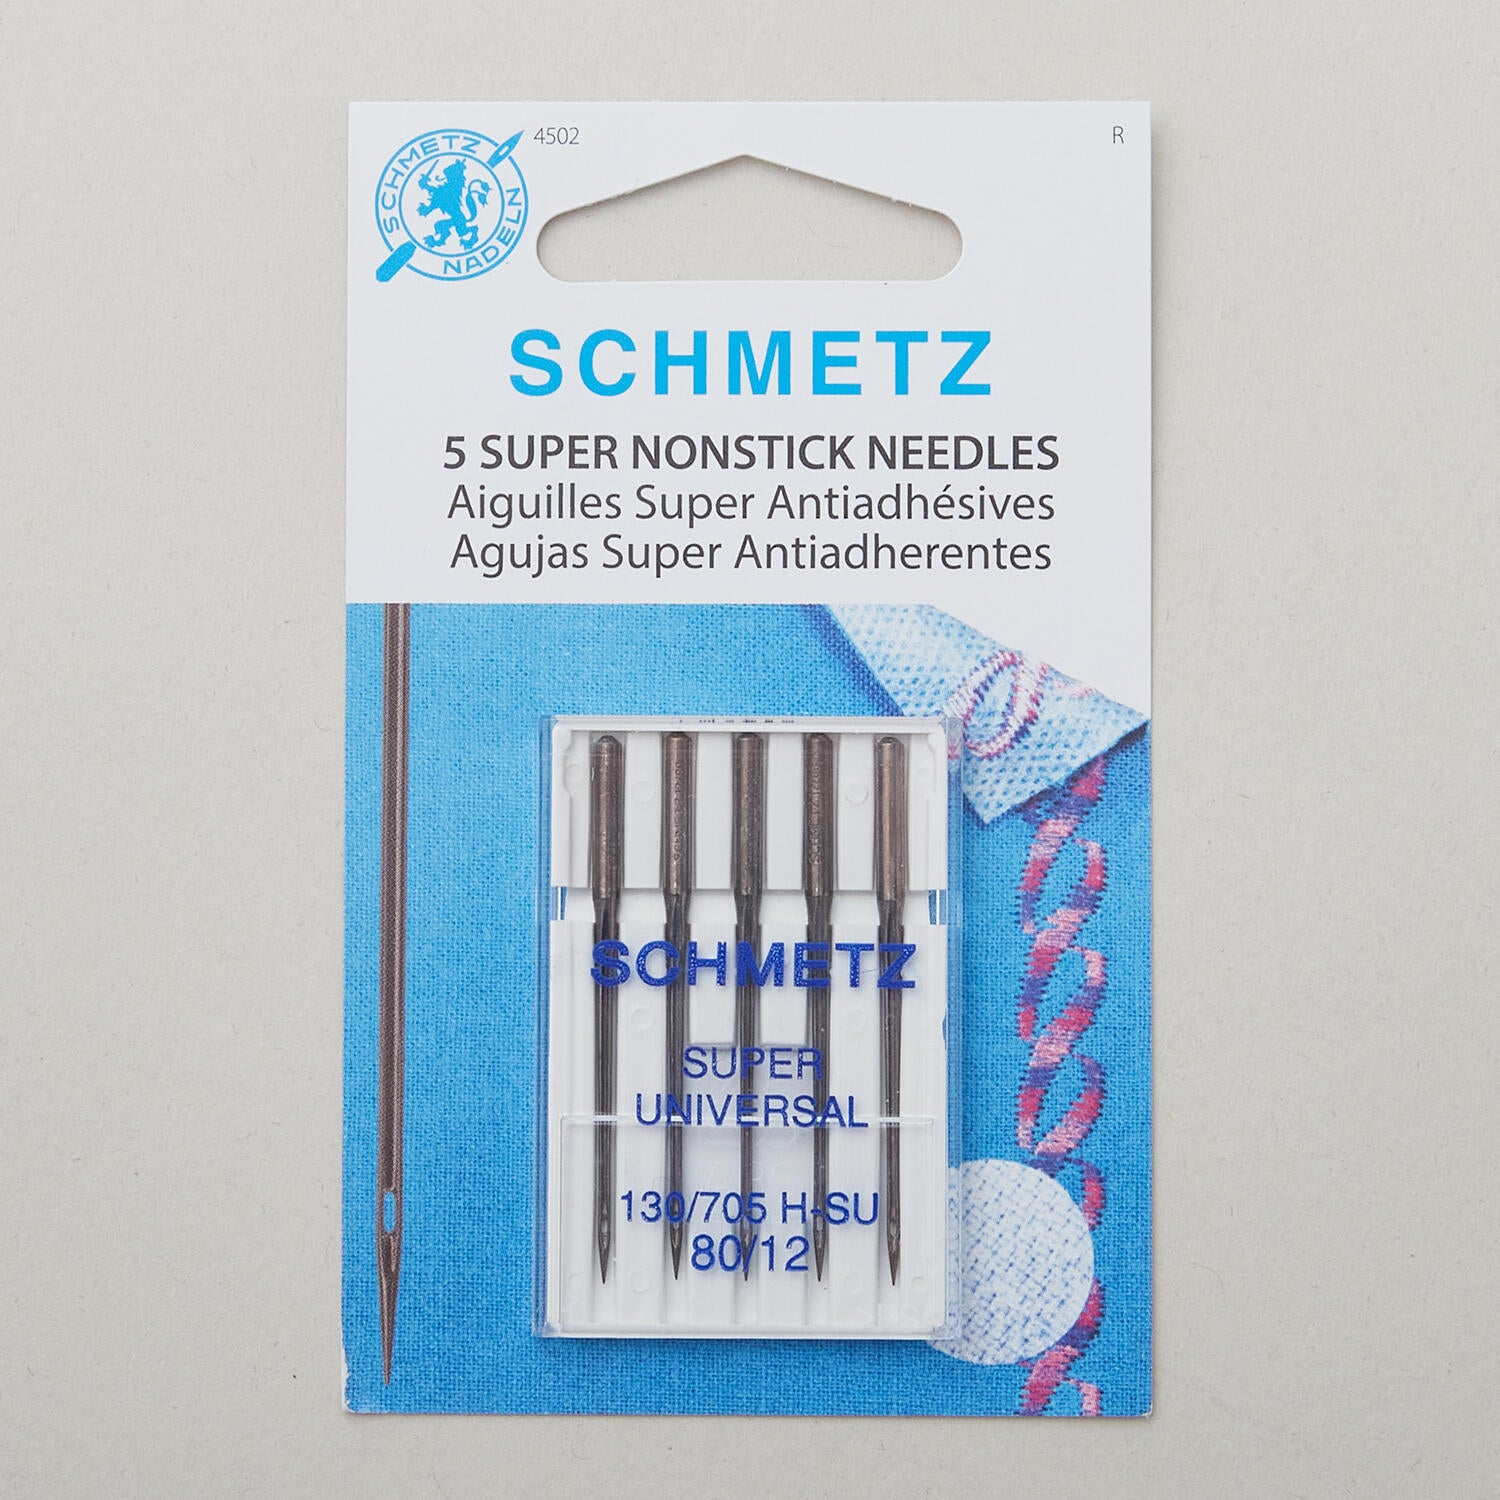 SCHMETZ
NADELN
4502
R
SCHMETZ
5 SUPER NONSTICK NEEDLES
Aiguilles Super Antiadhésives
Agujas Super Antiadherentes
SCHMETZ
SUPER
UNIVERSAL
130/705 H-SU
80/12